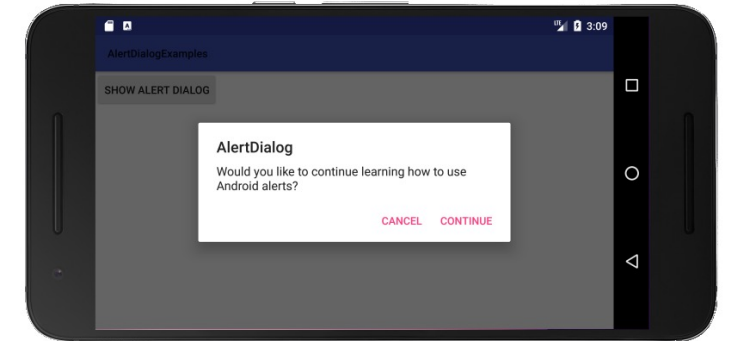 LTE 3:09
AlertDialogExamples
SHOW ALERT DIALOG
AlertDialog
Would you like to continue learning how to use
Android alerts?
CANCEL CONTINUE